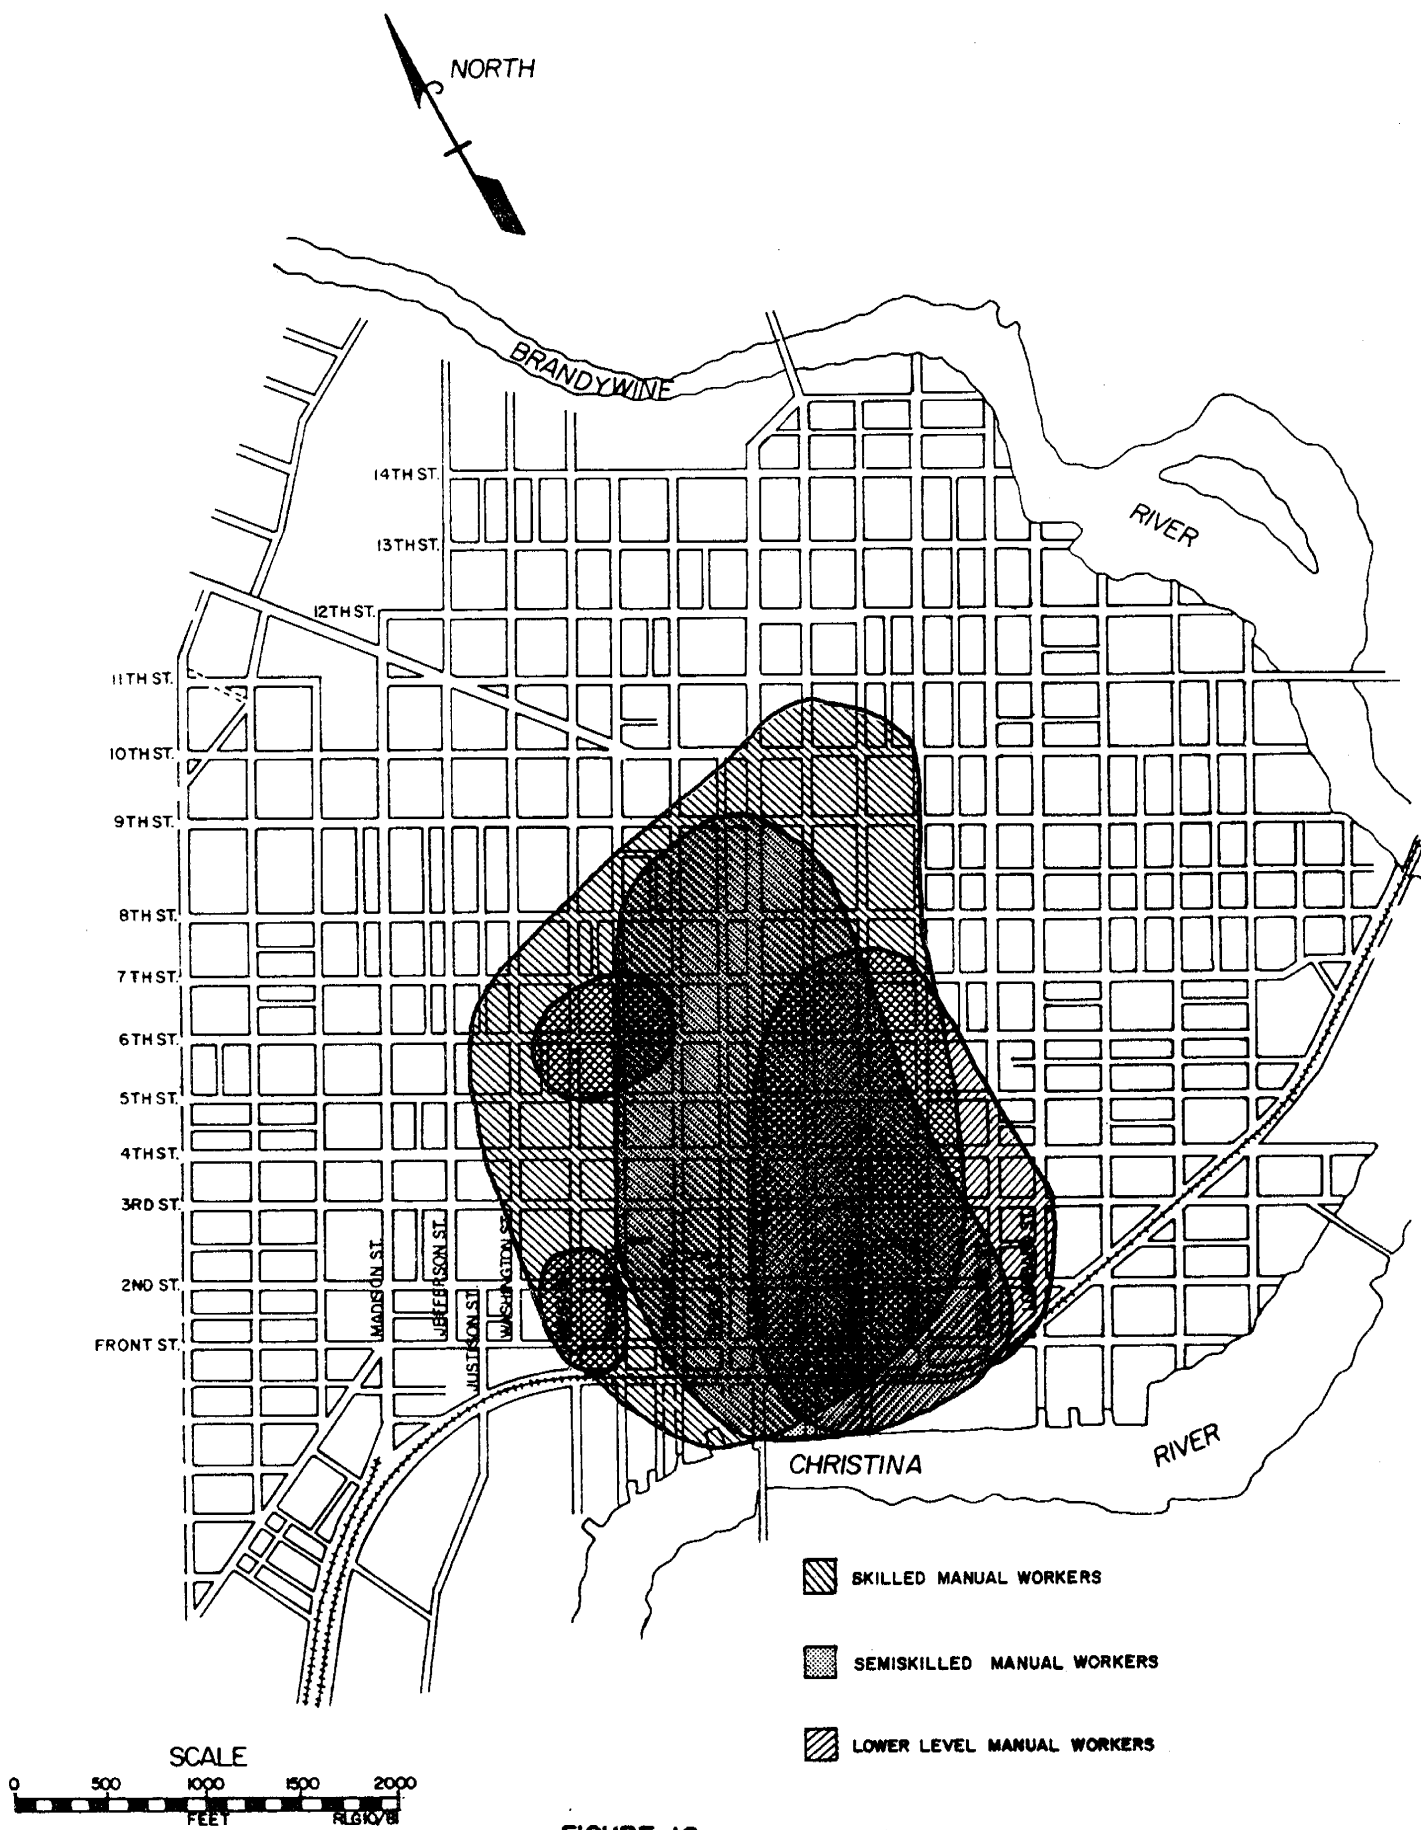 NORTH
BRANDYWINE
RIVER
14TH ST.
13TH ST.
12TH ST.
11TH ST.
10TH ST.
9TH ST.
8TH ST.
7TH ST.
6TH ST.
5TH ST.
4TH ST.
3RD ST.
2ND ST.
FRONT ST.
MADISON ST.
JEFFERSON ST.
JUSTISON ST.
WASHINGTON ST.
CHRISTINA
RIVER
SKILLED MANUAL WORKERS
SEMISKILLED MANUAL WORKERS
LOWER LEVEL MANUAL WORKERS
SCALE
0 500 1000 1500 2000
FEET RLG10/81